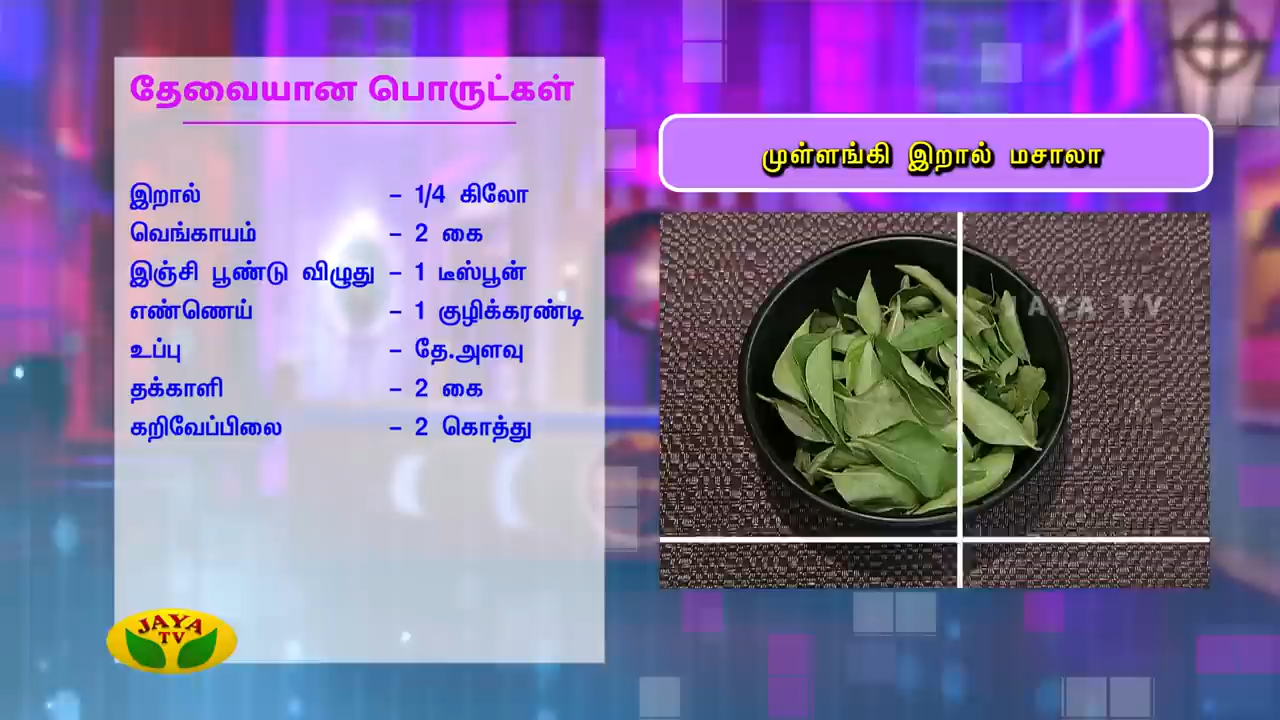 தேவையான பொருட்கள்
இறால் - 1/4 கிலோ
வெங்காயம் - 2 கை
இஞ்சி பூண்டு விழுது - 1 டீஸ்பூன்
எண்ணெய் - 1 குழிக்கரண்டி
உப்பு - தே.அளவு
தக்காளி - 2 கை
கறிவேப்பிலை - 2 கொத்து
முள்ளங்கி இறால் மசாலா
JAYA TV
JAYA
TV